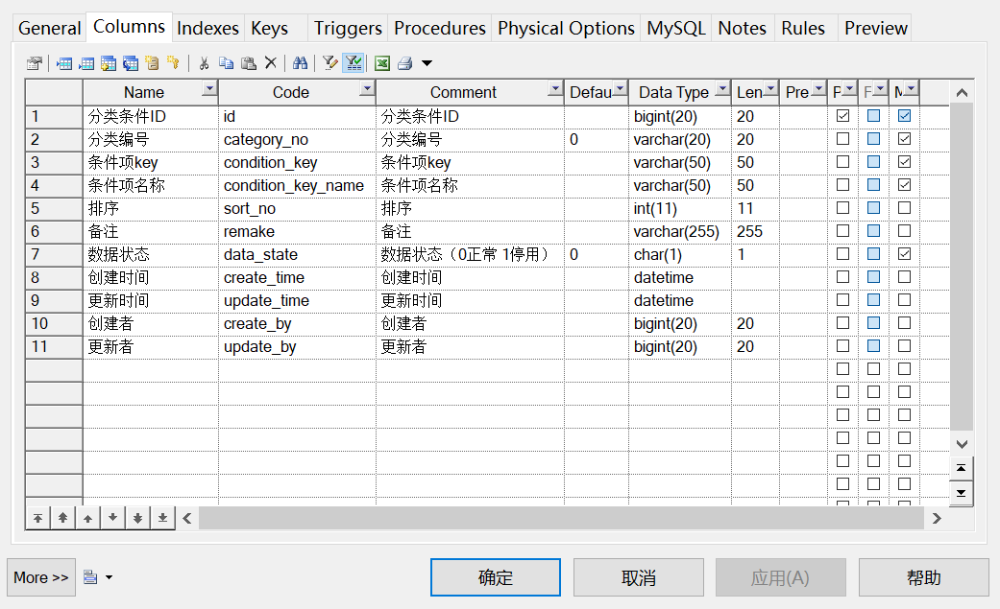 General Columns Indexes Keys Triggers Procedures Physical Options MySQL Notes Rules Preview
Name Code Comment Defau Data Type Len Pre P F M
1 分类条件ID id 分类条件ID bigint(20) 20
2 分类编号 category_no 分类编号 0 varchar(20) 20
3 条件项key condition_key 条件项key varchar(50) 50
4 条件项名称 condition_key_name 条件项名称 varchar(50) 50
5 排序 sort_no 排序 int(11) 11
6 备注 remake 备注 varchar(255) 255
7 数据状态 data_state 数据状态（0正常 1停用） 0 char(1) 1
8 创建时间 create_time 创建时间 datetime
9 更新时间 update_time 更新时间 datetime
10 创建者 create_by 创建者 bigint(20) 20
11 更新者 update_by 更新者 bigint(20) 20
More >> 确定 取消 应用(A) 帮助